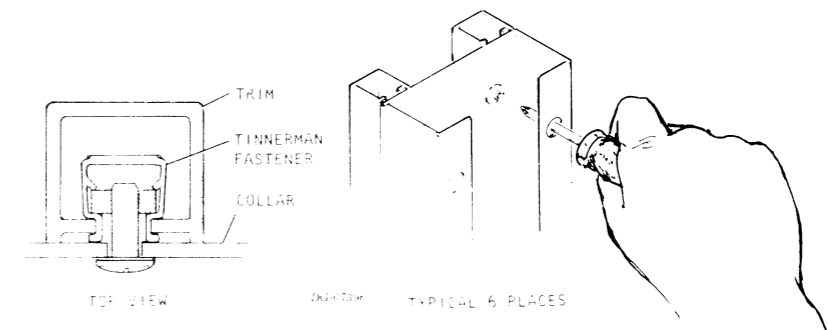 TRIM
TINNERMAN
FASTENER
COLLAR
TOP VIEW
TYPICAL 6 PLACES